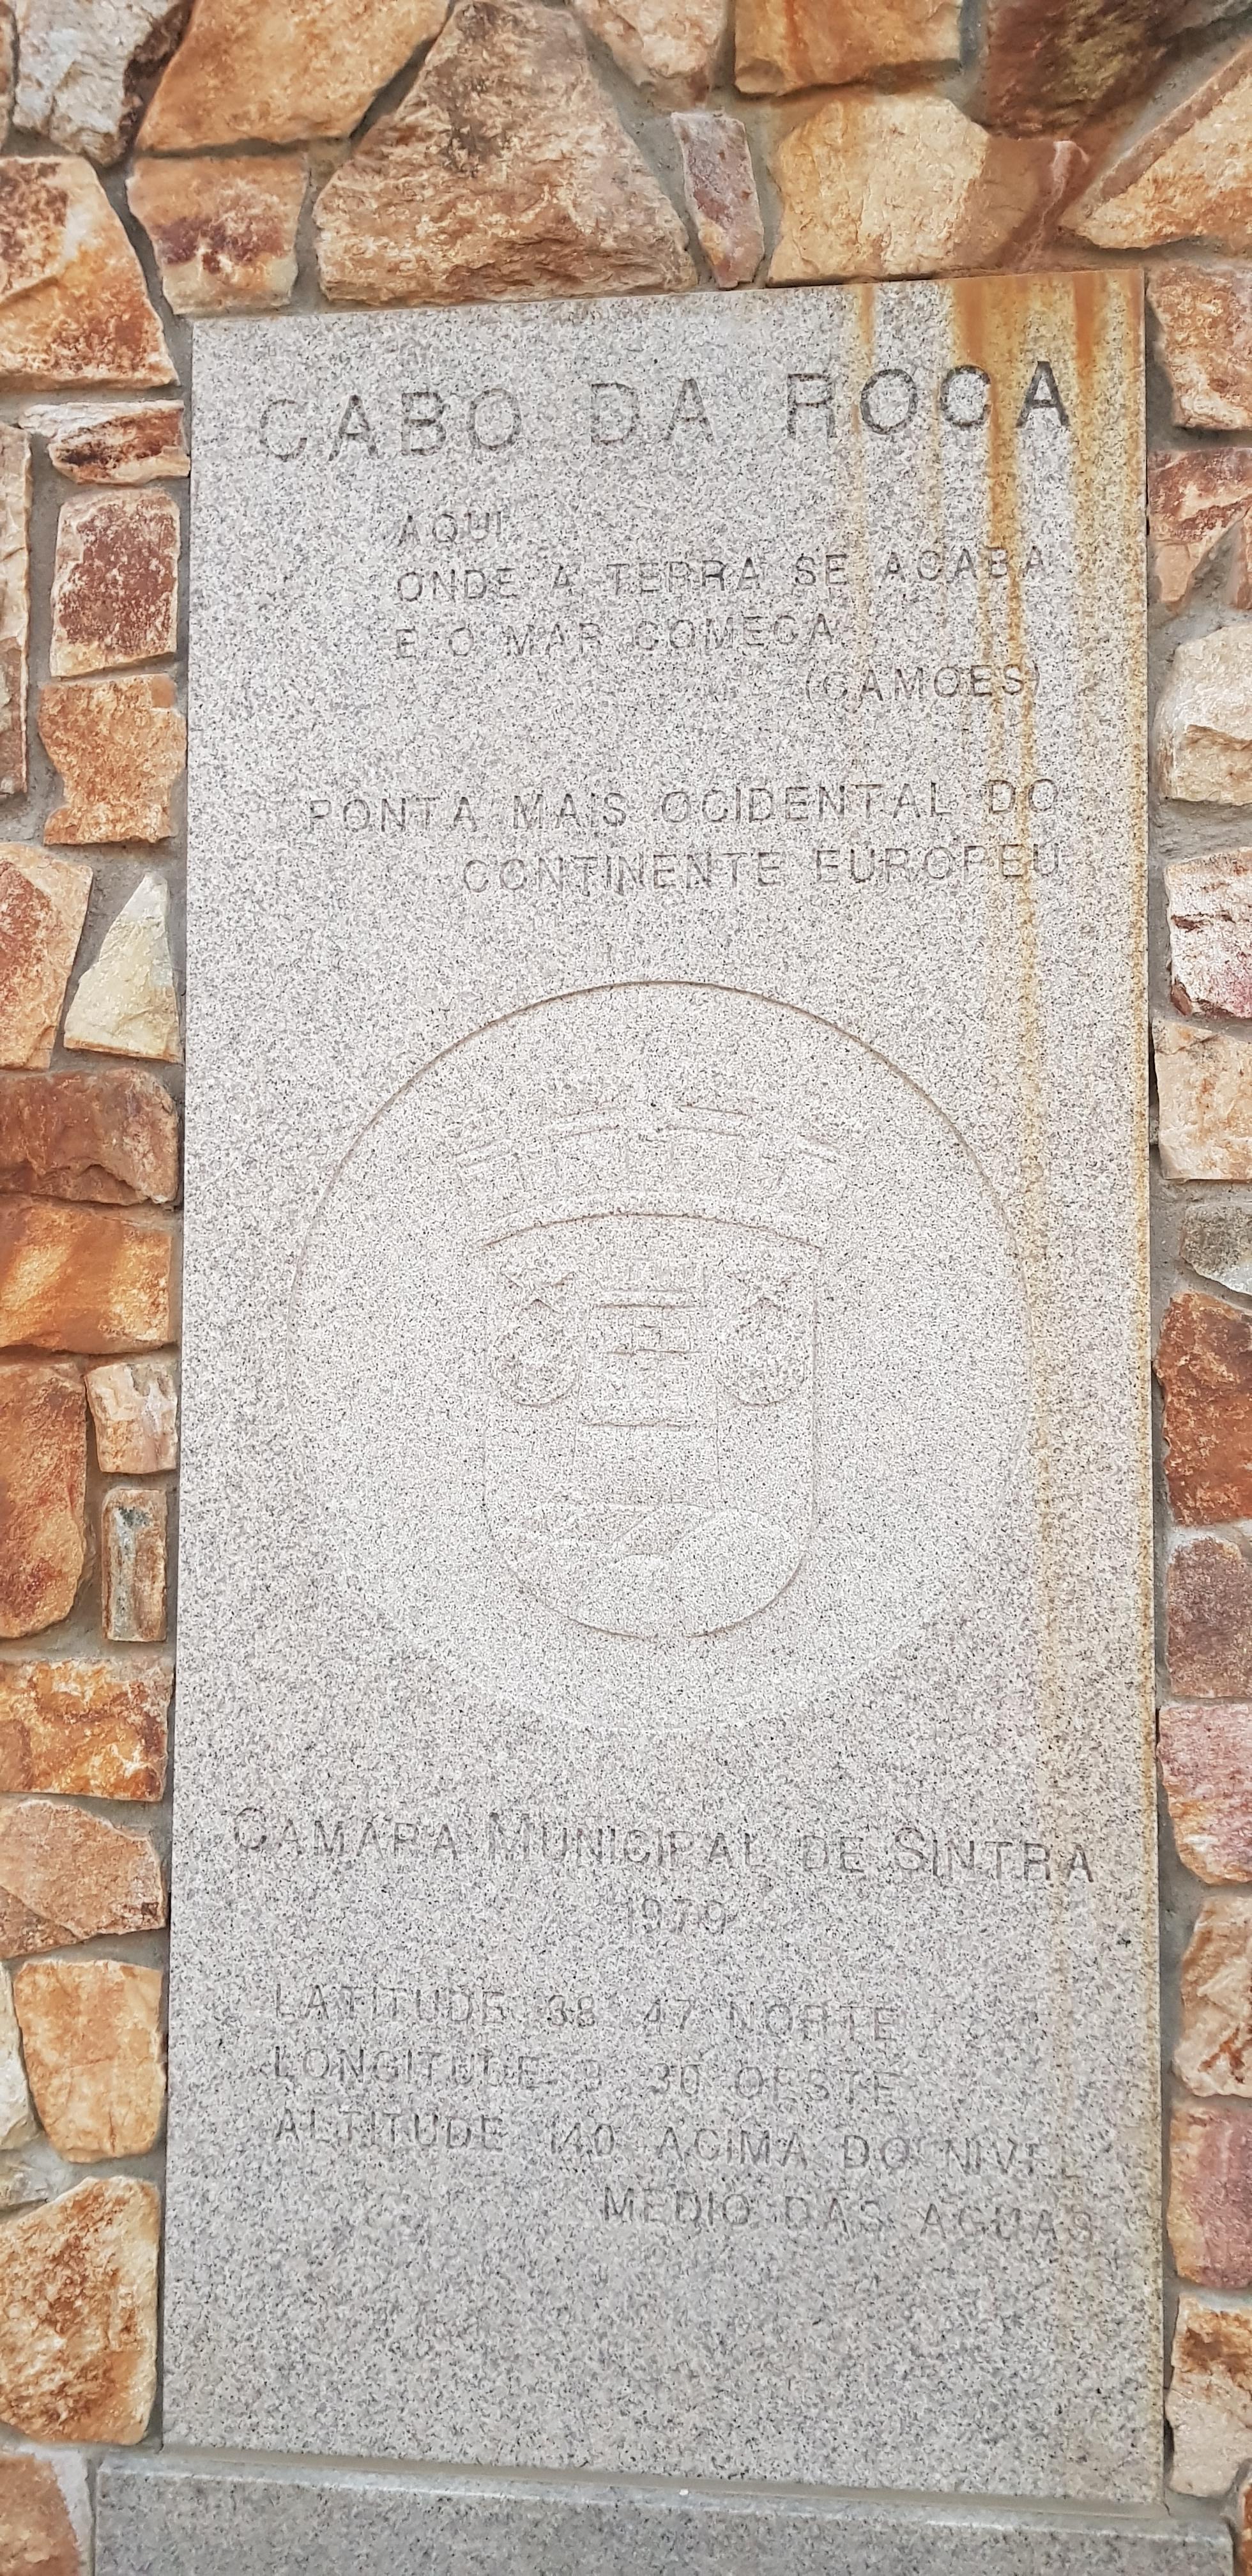 CABO DA ROCA
AQUI
ONDE A TERRA SE ACABA
E O MAR COMEÇA
(CAMÕES)
PONTA MAIS OCIDENTAL DO
CONTINENTE EUROPEU
CAMARA MUNICIPAL DE SINTRA
1979
LATITUDE 38° 47' NORTE
LONGITUDE 9° 30' OESTE
ALTITUDE 140 ACIMA DO NIVEL
MEDIO DAS AGUAS